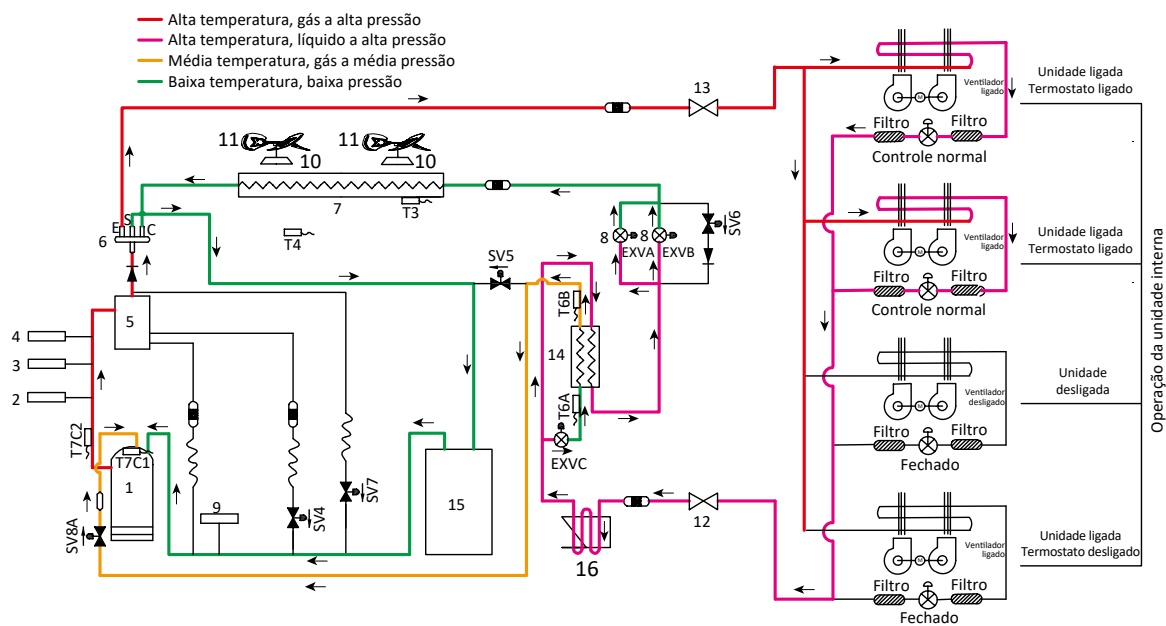 Alta temperatura, gás a alta pressão
Alta temperatura, líquido a alta pressão
Média temperatura, gás a média pressão
Baixa temperatura, baixa pressão
13
11
10
11
10
7
T3
T4
E
S
C
6
5
4
3
2
T7C2
T7C1
1
SV8A
9
SV4
SV7
15
SV5
T6B
14
T6A
EXVC
8
EXVA
8
EXVB
SV6
16
12
Ventilador
ligado
M
Filtro
Filtro
Controle normal
Unidade ligada
Termostato ligado
Ventilador
ligado
M
Filtro
Filtro
Controle normal
Unidade ligada
Termostato ligado
Ventilador
desligado
M
Filtro
Filtro
Fechado
Unidade
desligada
Ventilador
ligado
M
Filtro
Filtro
Fechado
Unidade ligada
Termostato desligado
Operação da unidade interna